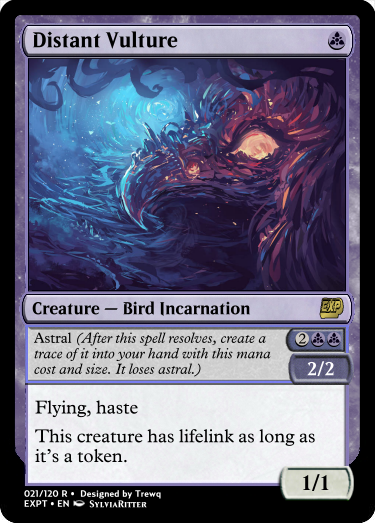 Distant Vulture
Creature — Bird Incarnation
EXP
Astral (After this spell resolves, create a
trace of it into your hand with this mana
cost and size. It loses astral.)
2
2/2
Flying, haste
This creature has lifelink as long as
it's a token.
1/1
021/120 R • Designed by Trewq
EXPT • EN SylviaRitter